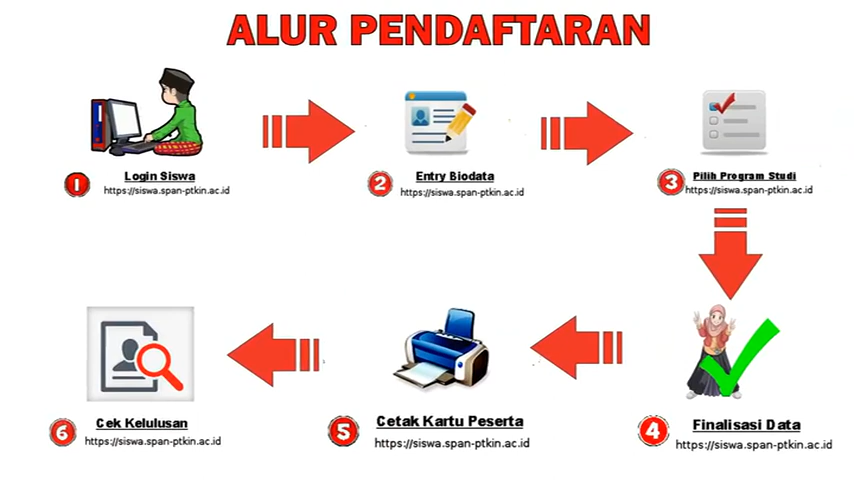 ALUR PENDAFTARAN
1 Login Siswa
https://siswa.span-ptkin.ac.id
2 Entry Biodata
https://siswa.span-ptkin.ac.id
3 Pilih Program Studi
https://siswa.span-ptkin.ac.id
4 Finalisasi Data
https://siswa.span-ptkin.ac.id
5 Cetak Kartu Peserta
https://siswa.span-ptkin.ac.id
6 Cek Kelulusan
https://siswa.span-ptkin.ac.id